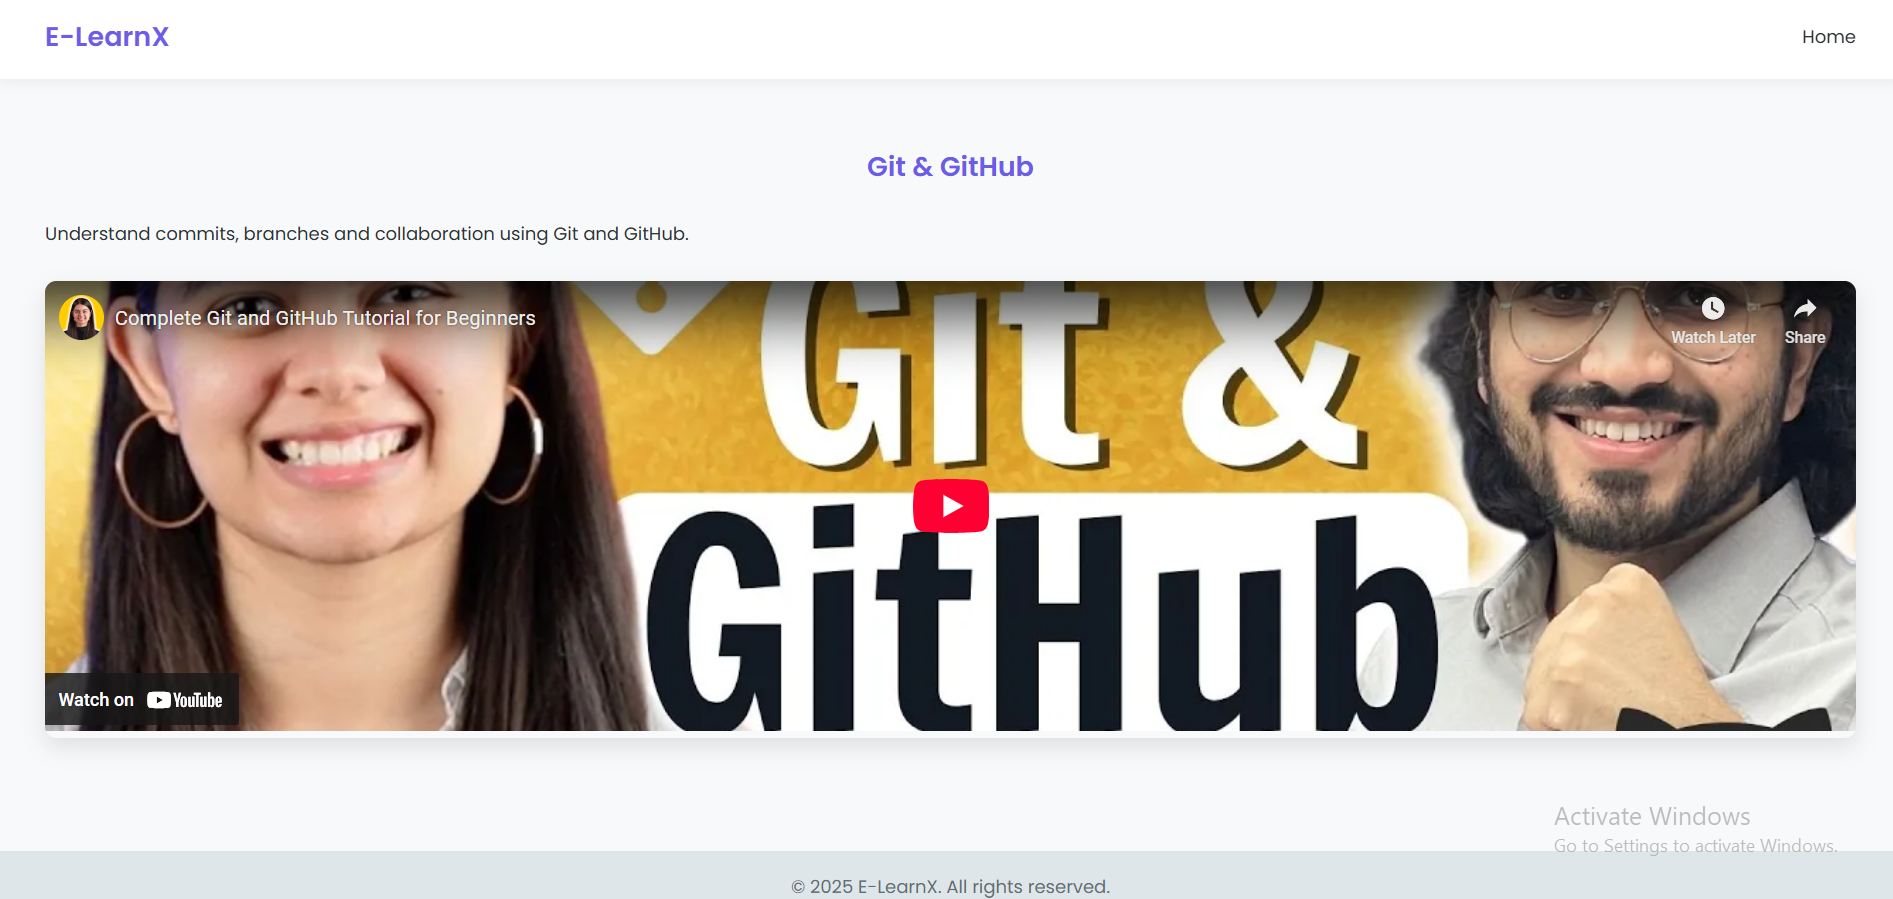 E-LearnX
Home
Git & GitHub
Understand commits, branches and collaboration using Git and GitHub.
Complete Git and GitHub Tutorial for Beginners
Watch Later
Share
Git &
GitHub
Watch on YouTube
Activate Windows
Go to Settings to activate Windows.
© 2025 E-LearnX. All rights reserved.